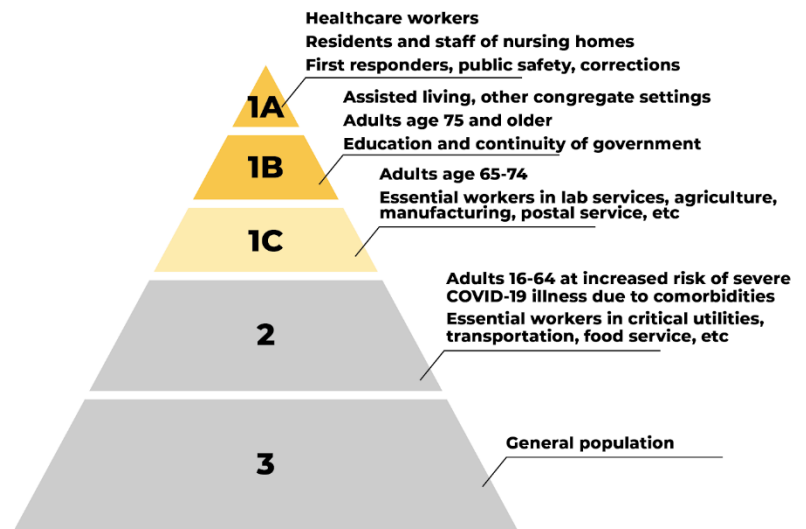 Healthcare workers
Residents and staff of nursing homes
First responders, public safety, corrections
1A
Assisted living, other congregate settings
Adults age 75 and older
Education and continuity of government
1B
Adults age 65-74
Essential workers in lab services, agriculture,
manufacturing, postal service, etc
1C
Adults 16-64 at increased risk of severe
COVID-19 illness due to comorbidities
Essential workers in critical utilities,
transportation, food service, etc
2
General population
3